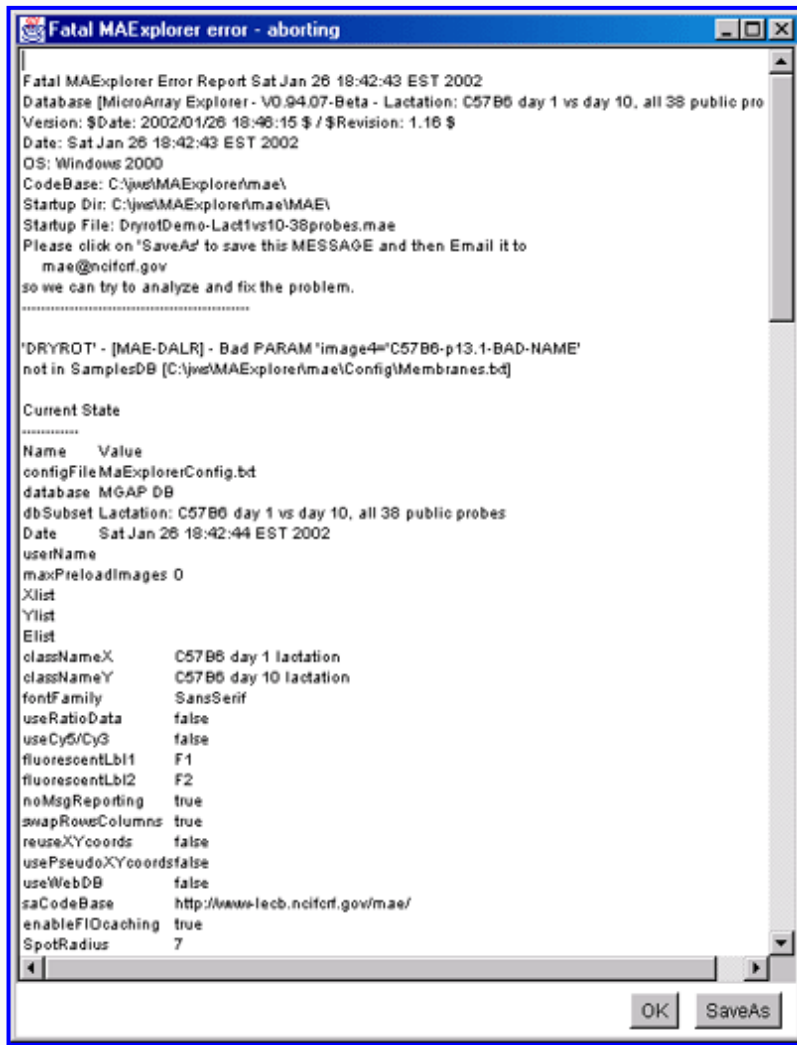 Fatal MAExplorer error - aborting
Fatal MAExplorer Error Report Sat Jan 26 18:42:43 EST 2002
Database [MicroArray Explorer - V0.94.07-Beta - Lactation: C57B6 day 1 vs day 10, all 38 public pro
Version: $Date: 2002/01/26 18:46:15 $ / $Revision: 1.16 $
Date: Sat Jan 26 18:42:43 EST 2002
OS: Windows 2000
CodeBase: C:\jws\MAExplorer\mae\
Startup Dir: C:\jws\MAExplorer\mae\MAE\
Startup File: DryrotDemo-Lact1vs10-38probes.mae
Please click on 'SaveAs' to save this MESSAGE and then Email it to
mae@ncifcrf.gov
so we can try to analyze and fix the problem.
--------------------------------------------------
'DRYROT' - [MAE-DALR] - Bad PARAM 'image4='C57B6-p13.1-BAD-NAME'
not in SamplesDB [C:\jws\MAExplorer\mae\Config\Membranes.txt]
Current State
-------------
Name Value
configFile MaExplorerConfig.txt
database MGAP DB
dbSubset Lactation: C57B6 day 1 vs day 10, all 38 public probes
Date Sat Jan 26 18:42:44 EST 2002
userName
maxPreloadImages 0
Xlist
Ylist
Elist
classNameX C57B6 day 1 lactation
classNameY C57B6 day 10 lactation
fontFamily SansSerif
useRatioData false
useCy5/Cy3 false
fluorescentLbl1 F1
fluorescentLbl2 F2
noMsgReporting true
swapRowsColumns true
reuseXYcoords false
usePseudoXYcoordsfalse
useWebDB false
saCodeBase http://www-lecb.ncifcrf.gov/mae/
enableFIOcaching true
SpotRadius 7
OK SaveAs